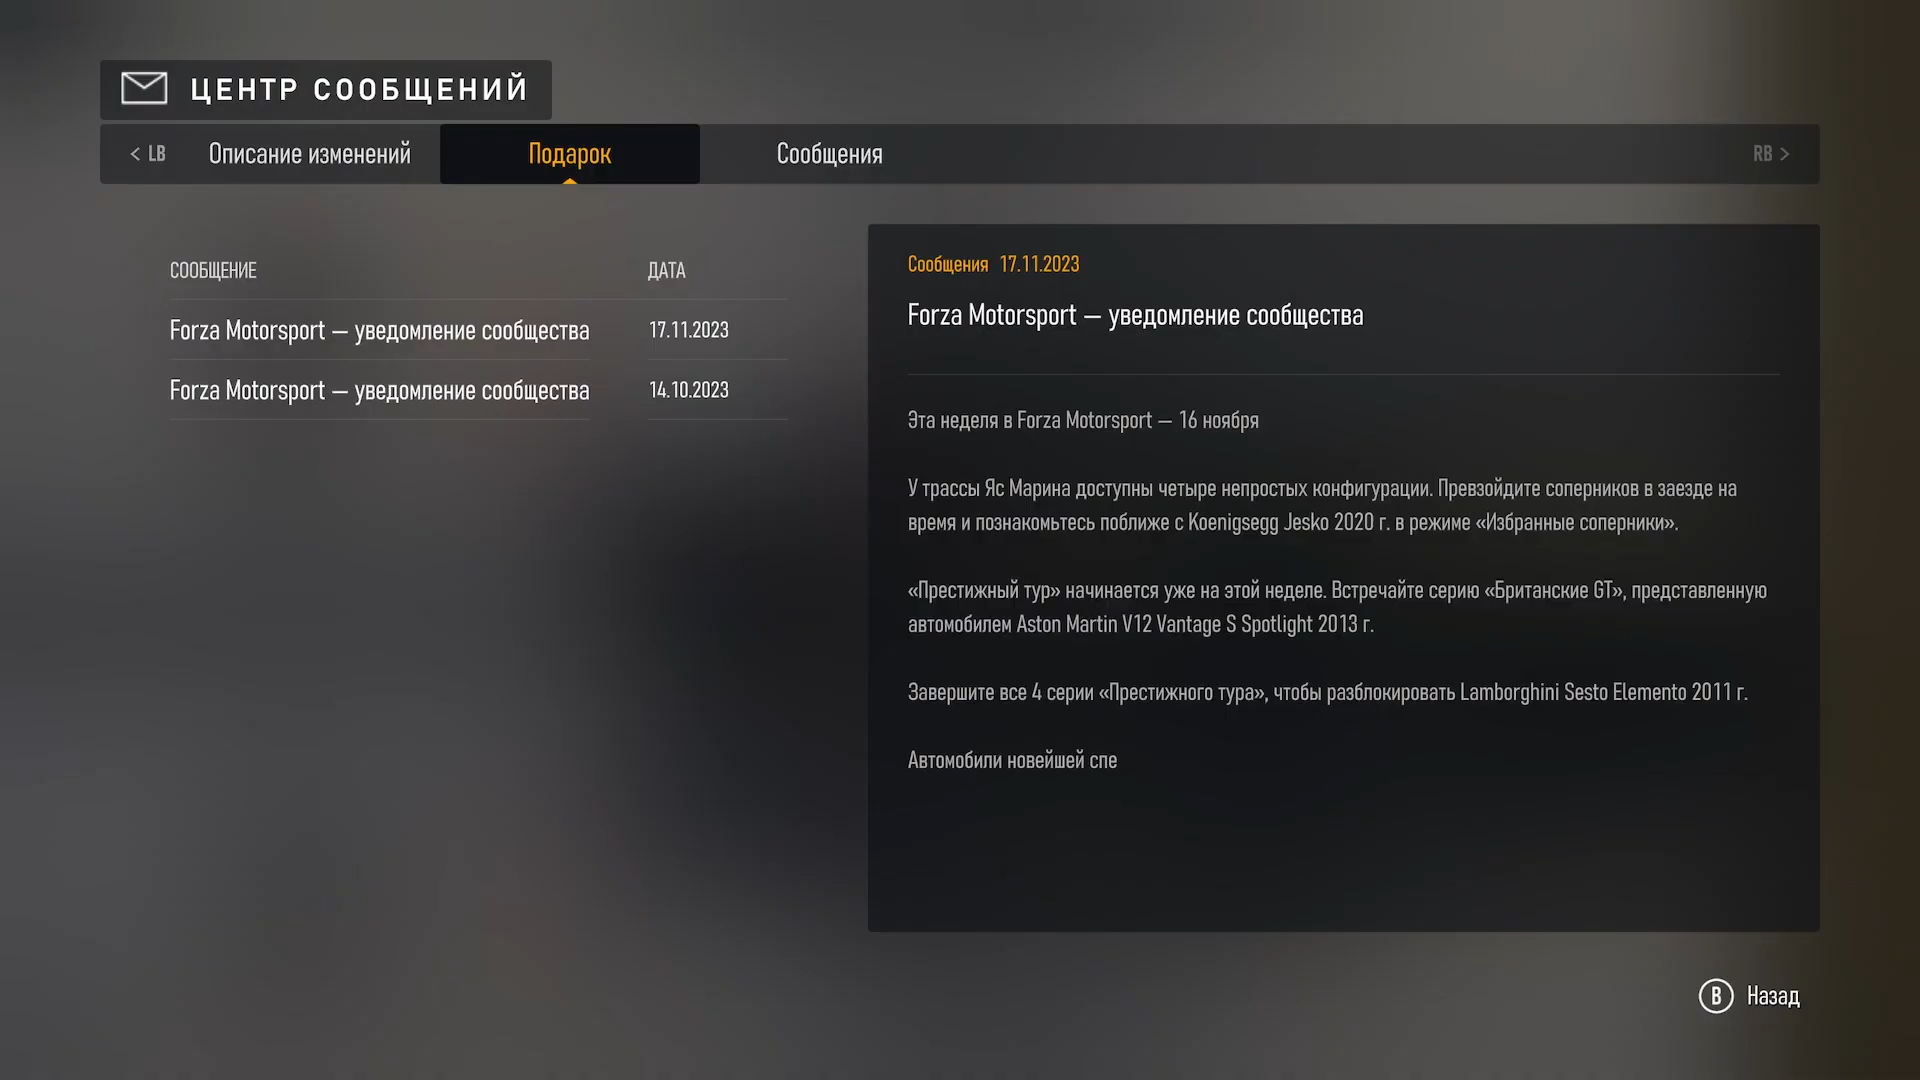 ЦЕНТР СООБЩЕНИЙ
< LB Описание изменений Подарок Сообщения RB >
СООБЩЕНИЕ ДАТА
Forza Motorsport — уведомление сообщества 17.11.2023
Forza Motorsport — уведомление сообщества 14.10.2023
Сообщения 17.11.2023
Forza Motorsport — уведомление сообщества
Эта неделя в Forza Motorsport — 16 ноября
У трассы Яс Марина доступны четыре непростых конфигурации. Превзойдите соперников в заезде на
время и познакомьтесь поближе с Koenigsegg Jesko 2020 г. в режиме «Избранные соперники».
«Престижный тур» начинается уже на этой неделе. Встречайте серию «Британские GT», представленную
автомобилем Aston Martin V12 Vantage S Spotlight 2013 г.
Завершите все 4 серии «Престижного тура», чтобы разблокировать Lamborghini Sesto Elemento 2011 г.
Автомобили новейшей спе
B Назад